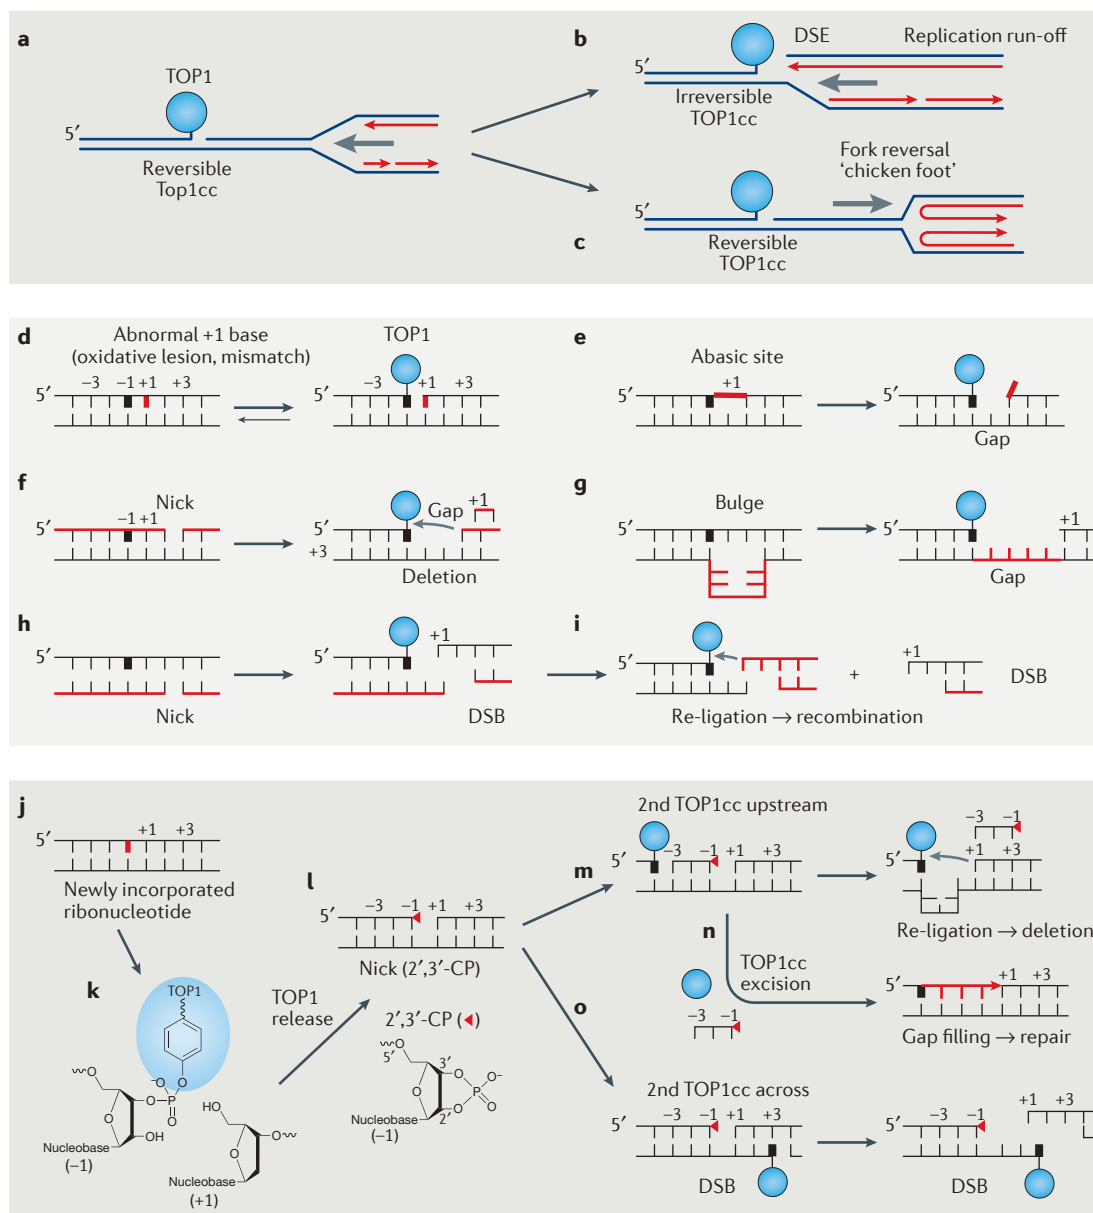 a
TOP1
5′
Reversible
Top1cc
b
DSE
Replication run-off
5′
Irreversible
TOP1cc
Fork reversal
‘chicken foot’
5′
c
Reversible
TOP1cc
d
Abnormal +1 base
(oxidative lesion, mismatch)
−3 −1 +1 +3
5′
TOP1
−3 +1 +3
5′
e
Abasic site
+1
5′
5′
Gap
f
Nick
−1 +1
5′
Gap
+1
5′
+3
Deletion
g
Bulge
5′
5′
+1
Gap
h
5′
Nick
+1
5′
DSB
i
5′
+1
+
DSB
Re-ligation → recombination
j
+1 +3
5′
Newly incorporated
ribonucleotide
k
TOP1
O
−O
O
P
O
O
O
OH
Nucleobase
(−1)
HO
O
O
Nucleobase
(+1)
TOP1
release
l
−3 −1 +1 +3
5′
Nick (2′,3′-CP)
2′,3′-CP (◄)
O
5′
3′
O
O−
P
O
O
O
2′
Nucleobase
(−1)
m
2nd TOP1cc upstream
5′
−3 −1 +1 +3
−3 −1
5′
+1 +3
Re-ligation → deletion
n
TOP1cc
excision
−3 −1
+1 +3
5′
Gap filling → repair
o
2nd TOP1cc across
−3 −1 +1 +3
5′
DSB
−3 −1
5′
+1 +3
DSB